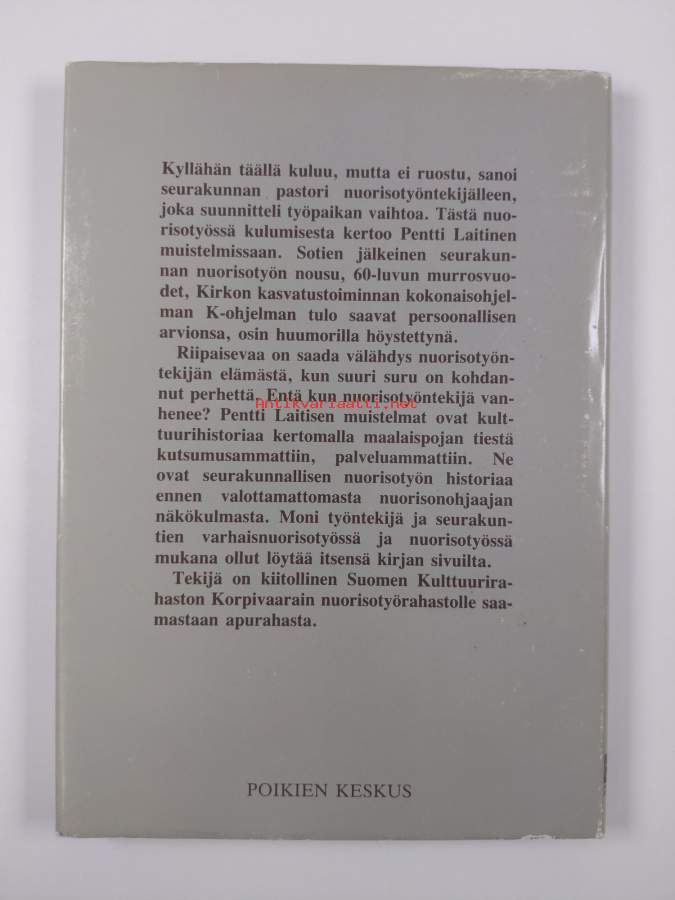 Kyllähän täällä kuluu, mutta ei ruostu, sanoi
seurakunnan pastori nuorisotyöntekijälleen,
joka suunnitteli työpaikan vaihtoa. Tästä nuo-
risotyössä kulumisesta kertoo Pentti Laitinen
muistelmissaan. Sotien jälkeinen seurakun-
nan nuorisotyön nousu, 60-luvun murrosvuo-
det, Kirkon kasvatustoiminnan kokonaisohjel-
man K-ohjelman tulo saavat persoonallisen
arvionsa, osin huumorilla höystettynä.
Riipaisevaa on saada välähdys nuorisotyön-
tekijän elämästä, kun suuri suru on kohdan-
nut perhettä. Entä kun nuorisotyöntekijä van-
Antikvariaatti.net
henee? Pentti Laitisen muistelmat ovat kult-
tuurihistoriaa kertomalla maalaispojan tiestä
kutsumusammattiin, palveluammattiin. Ne
ovat seurakunnallisen nuorisotyön historiaa
ennen valottamattomasta nuorisonohjaajan
näkökulmasta. Moni työntekijä ja seurakun-
tien varhaisnuorisotyössä ja nuorisotyössä
mukana ollut löytää itsensä kirjan sivuilta.
Tekijä on kiitollinen Suomen Kulttuurira-
haston Korpivaarain nuorisotyörahastolle saa-
mastaan apurahasta.
POIKIEN KESKUS